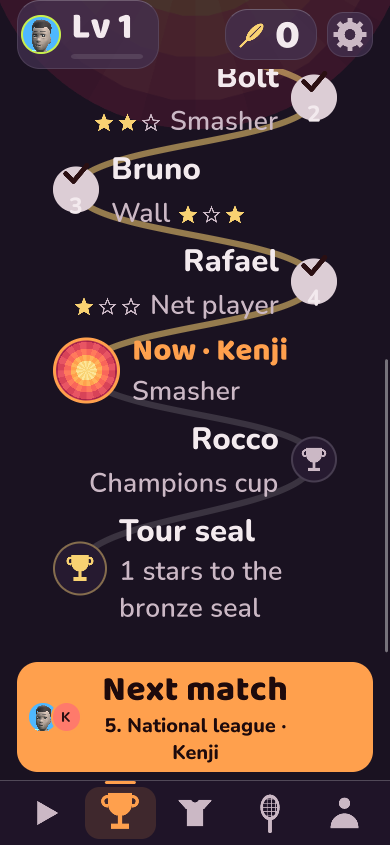 Lv 1
0
Bolt
2
Smasher
Bruno
3
Wall
Rafael
4
Net player
Now · Kenji
Smasher
Rocco
Champions cup
Tour seal
1 stars to the
bronze seal
Next match
K
5. National league ·
Kenji